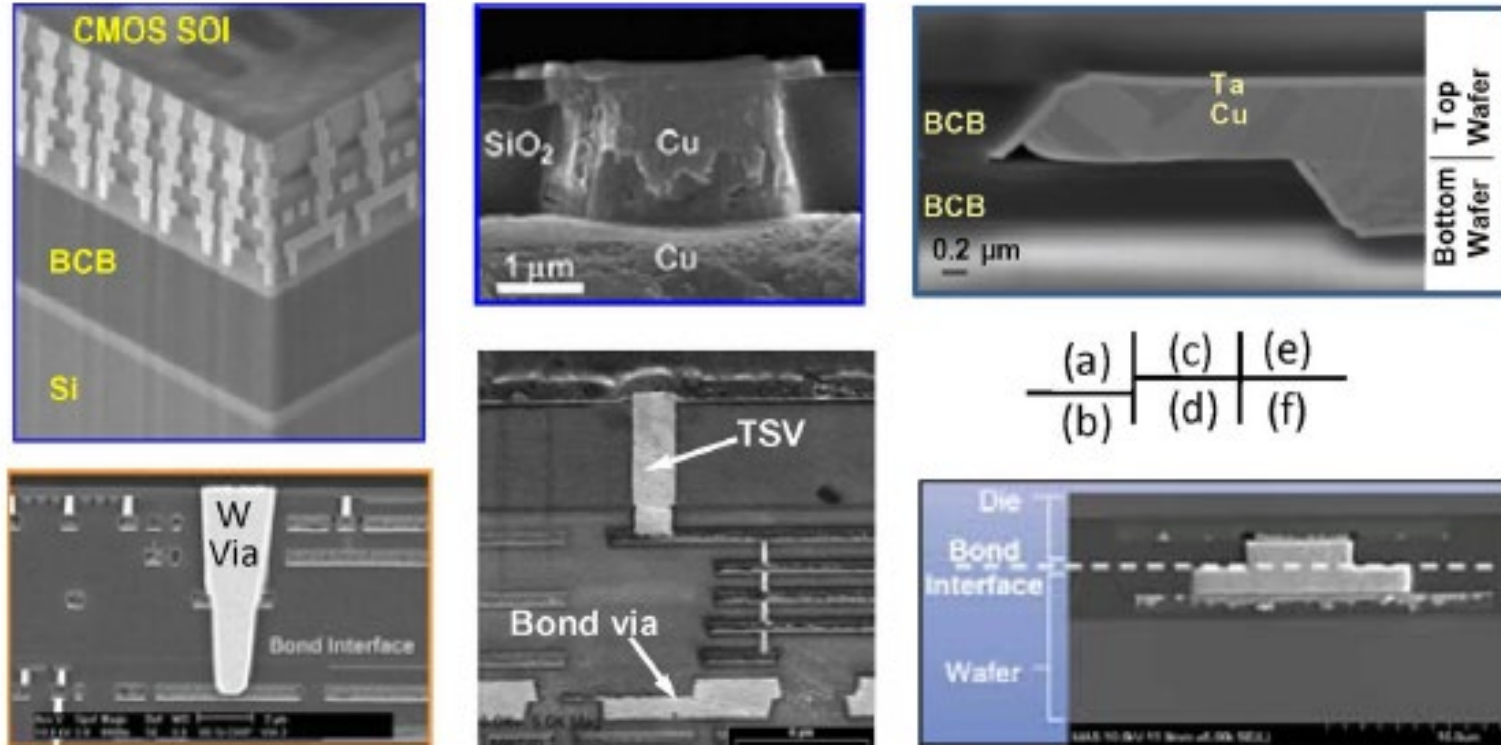 CMOS SOI
BCB
Si
SiO2
Cu
Cu
1 μm
BCB
BCB
Ta
Cu
0.2 μm
Top
Wafer
Bottom
Wafer
(a) (c) (e)
(b) (d) (f)
W
Via
Bond Interface
TSV
Bond via
Die
Bond
Interface
Wafer